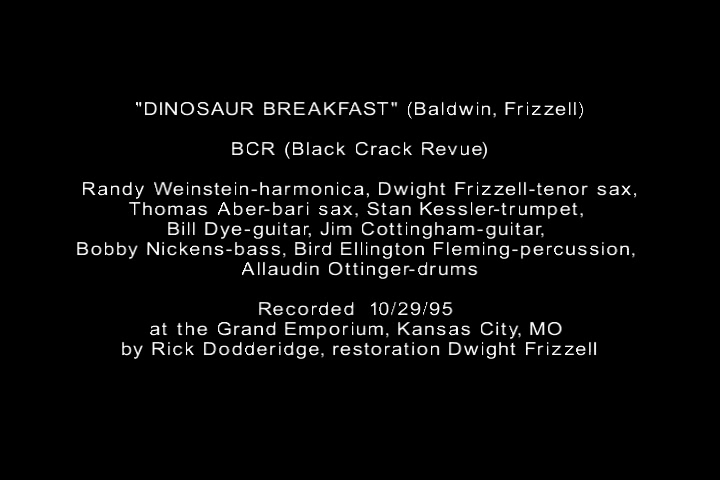 "DINOSAUR BREAKFAST" (Baldwin, Frizzell)
BCR (Black Crack Revue)
Randy Weinstein-harmonica, Dwight Frizzell-tenor sax,
Thomas Aber-bari sax, Stan Kessler-trumpet,
Bill Dye-guitar, Jim Cottingham-guitar,
Bobby Nickens-bass, Bird Ellington Fleming-percussion,
Allaudin Ottinger-drums
Recorded  10/29/95
at the Grand Emporium, Kansas City, MO
by Rick Dodderidge, restoration Dwight Frizzell